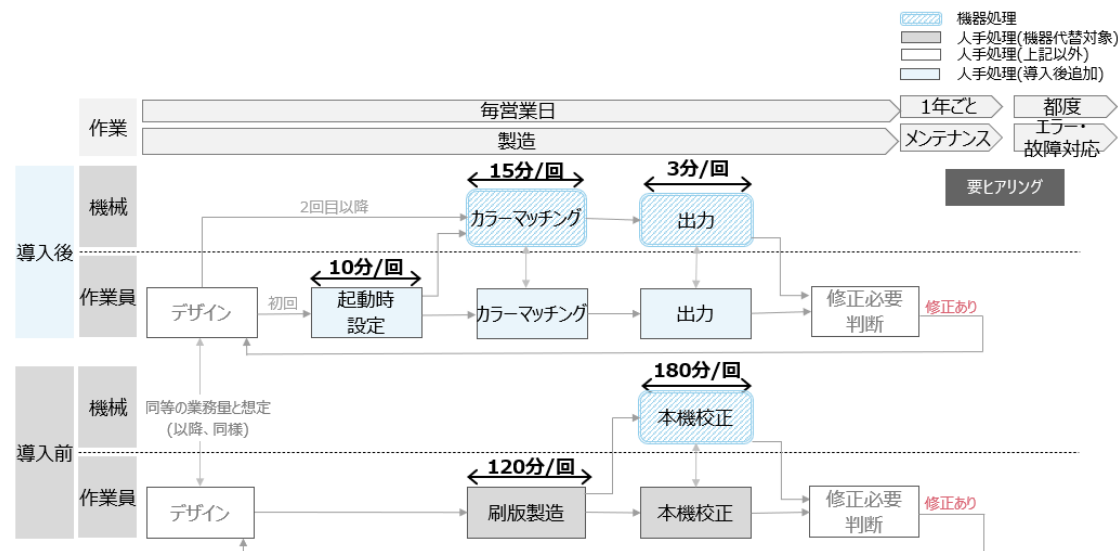 機器処理
人手処理(機器代替対象)
人手処理(上記以外)
人手処理(導入後追加)
作業
毎営業日
1年ごと
都度
製造
メンテナンス
エラー・
故障対応
導入後
機械
15分/回
3分/回
要ヒアリング
2回目以降
カラーマッチング
出力
作業員
10分/回
デザイン
初回
起動時
設定
カラーマッチング
出力
修正必要
判断
修正あり
導入前
機械
同等の業務量と想定
(以降、同様)
180分/回
本機校正
作業員
120分/回
デザイン
刷版製造
本機校正
修正必要
判断
修正あり